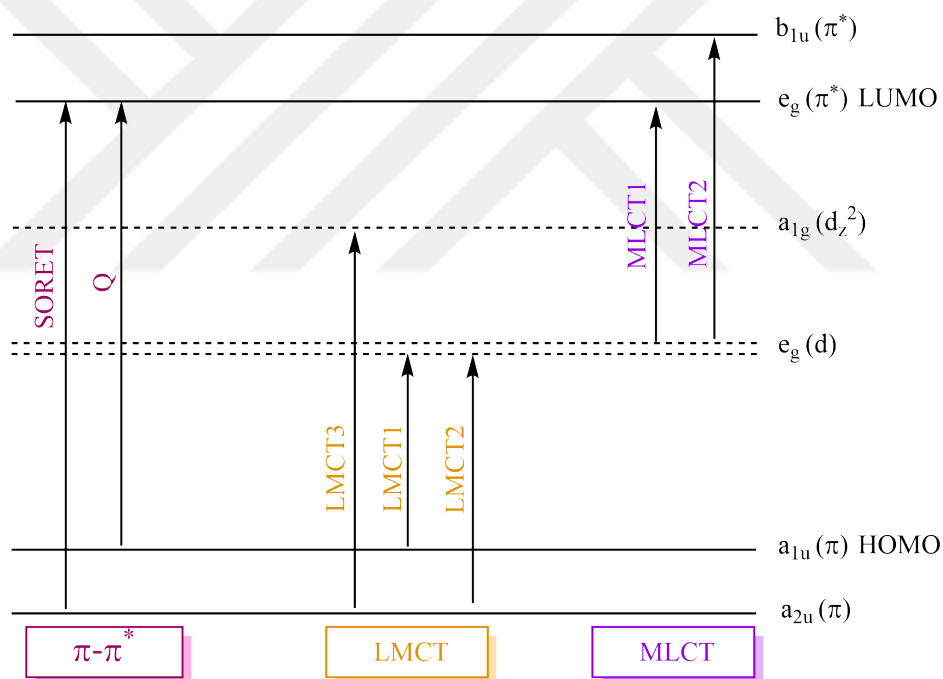 b1u(π*)
eg(π*) LUMO
a1g(dz2)
eg(d)
a1u(π) HOMO
a2u(π)
SORET
Q
LMCT3
LMCT1
LMCT2
MLCT1
MLCT2
π-π*
LMCT
MLCT